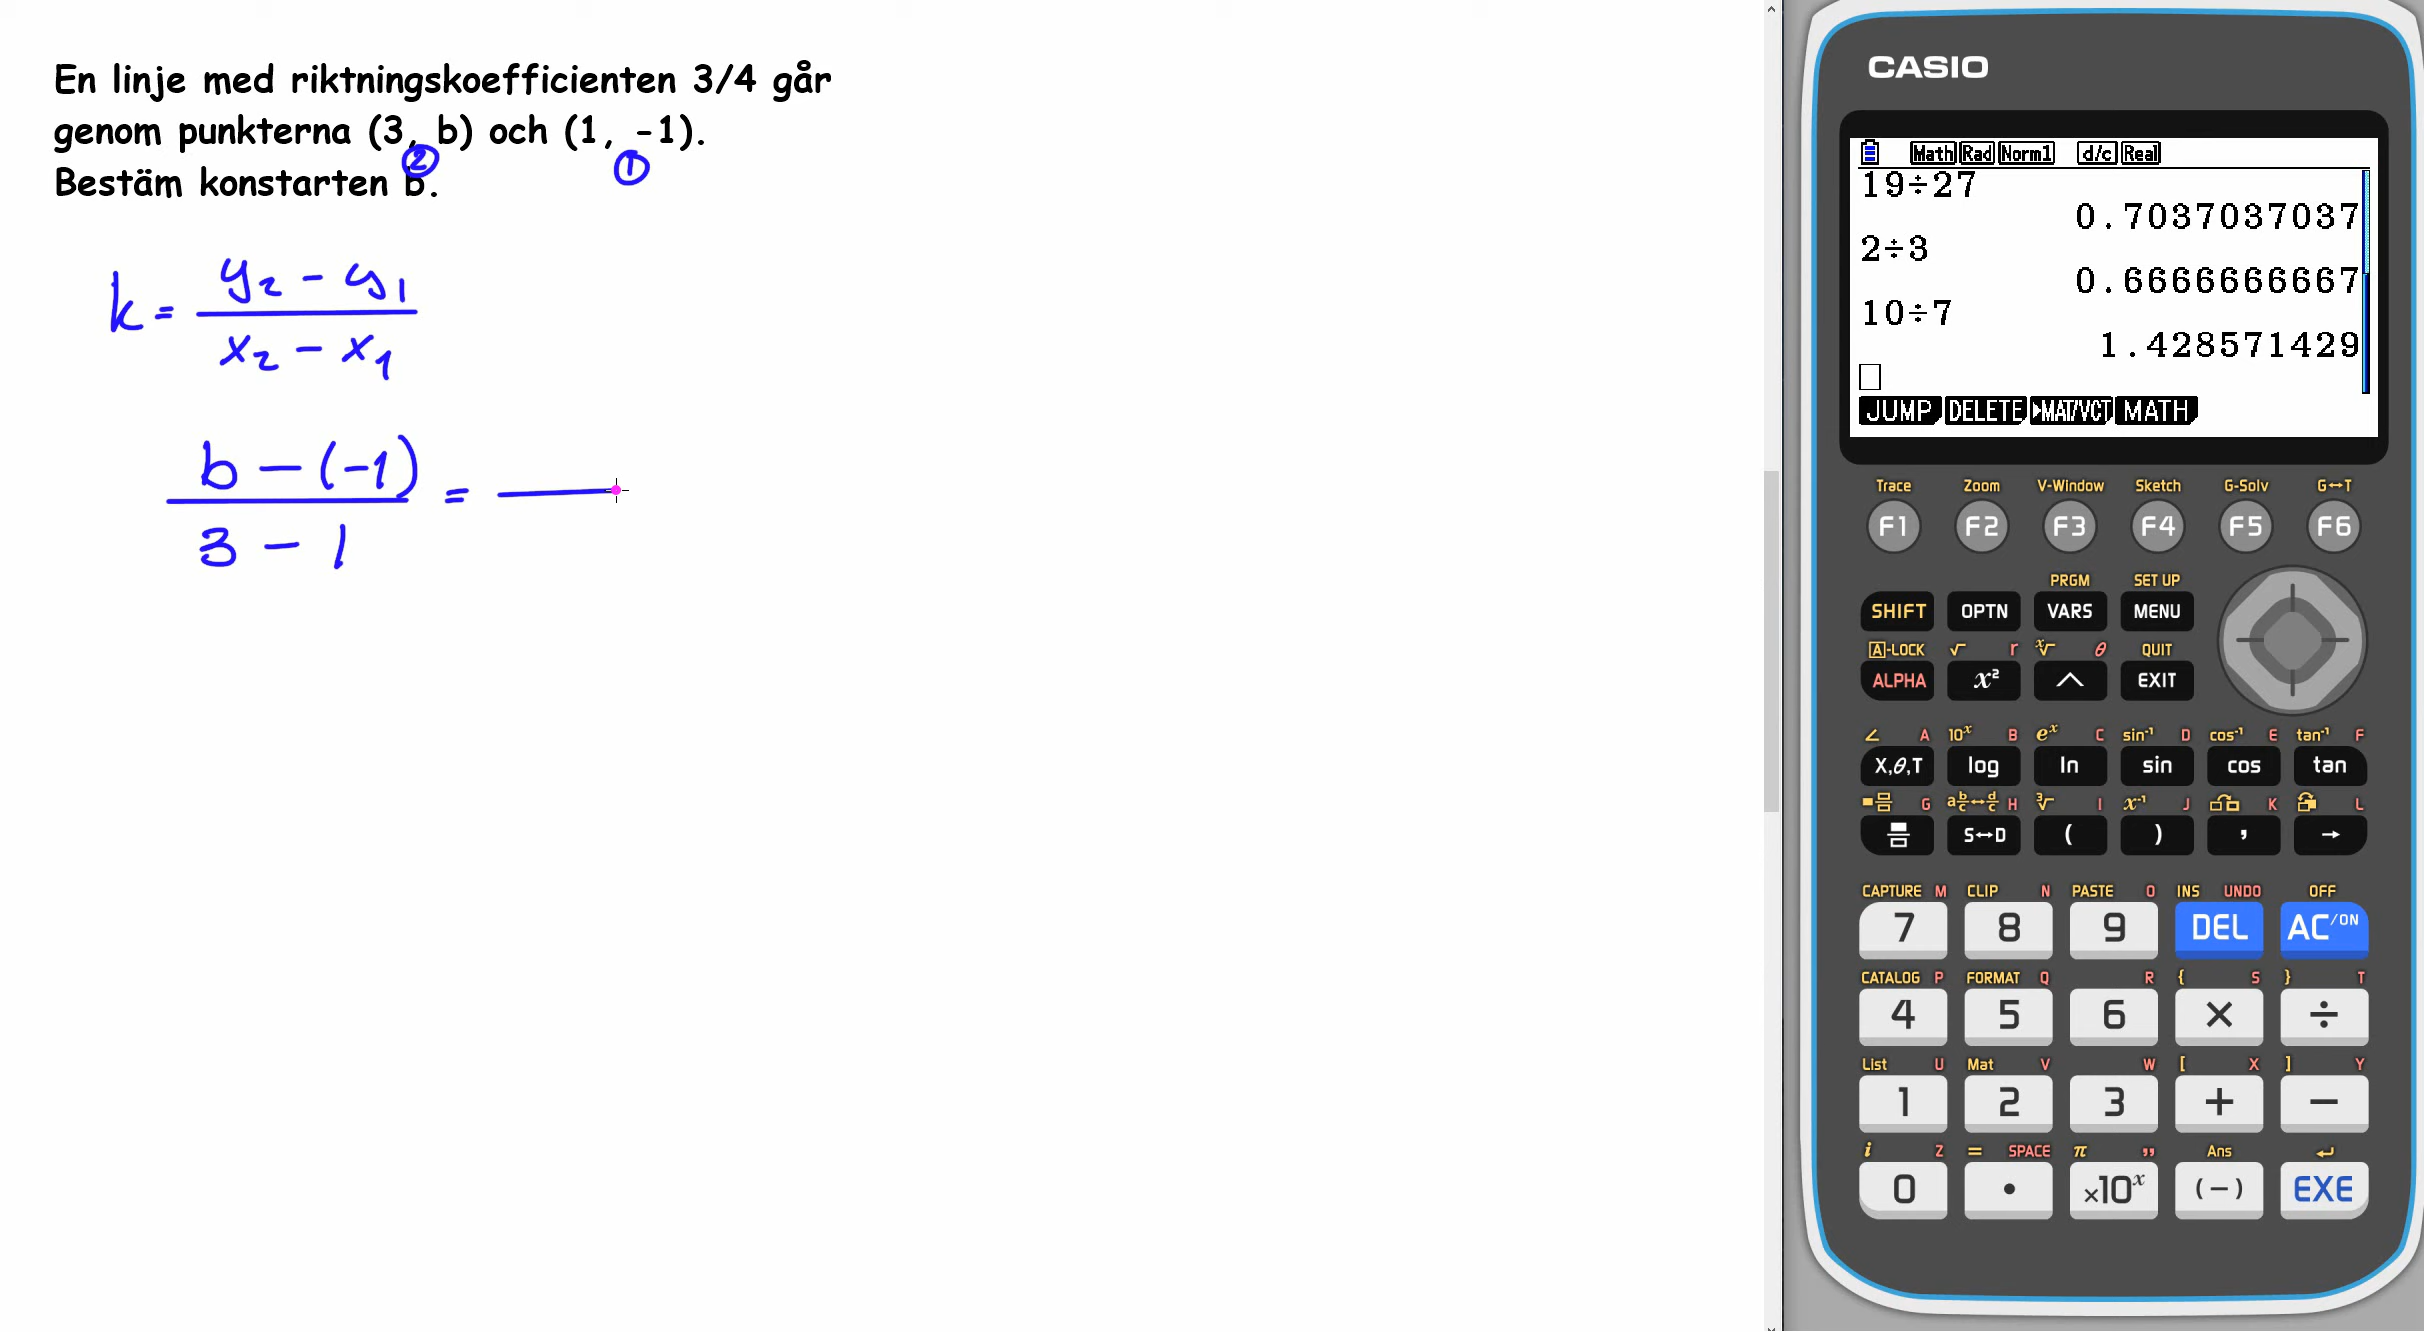 En linje med riktningskoefficienten 3/4 går
genom punkterna (3, b) och (1, -1).
② ①
Bestäm konstarten b.
k = y₂ - y₁
x₂ - x₁
b - (-1) =
3 - 1
CASIO
Math Rad Norm1 d/c Real
19÷27
0.7037037037
2÷3
0.6666666667
10÷7
1.428571429
JUMP DELETE ▶MAT/VCT MATH
Trace Zoom V-Window Sketch G-Solv G↔T
F1 F2 F3 F4 F5 F6
PRGM SET UP
SHIFT OPTN VARS MENU
A-LOCK √ r ˣ√ θ QUIT
ALPHA x² ^ EXIT
∠ A 10ˣ B eˣ C sin⁻¹ D cos⁻¹ E tan⁻¹ F
X,θ,T log ln sin cos tan
G a b/c ↔ d/c H ³√ I x⁻¹ J K L
S↔D ( ) , →
CAPTURE M CLIP N PASTE O INS UNDO OFF
7 8 9 DEL AC/ON
CATALOG P FORMAT Q R { S } T
4 5 6 × ÷
List U Mat V W [ X ] Y
1 2 3 + −
i Z = SPACE π " Ans ↵
0 • ×10ˣ (−) EXE